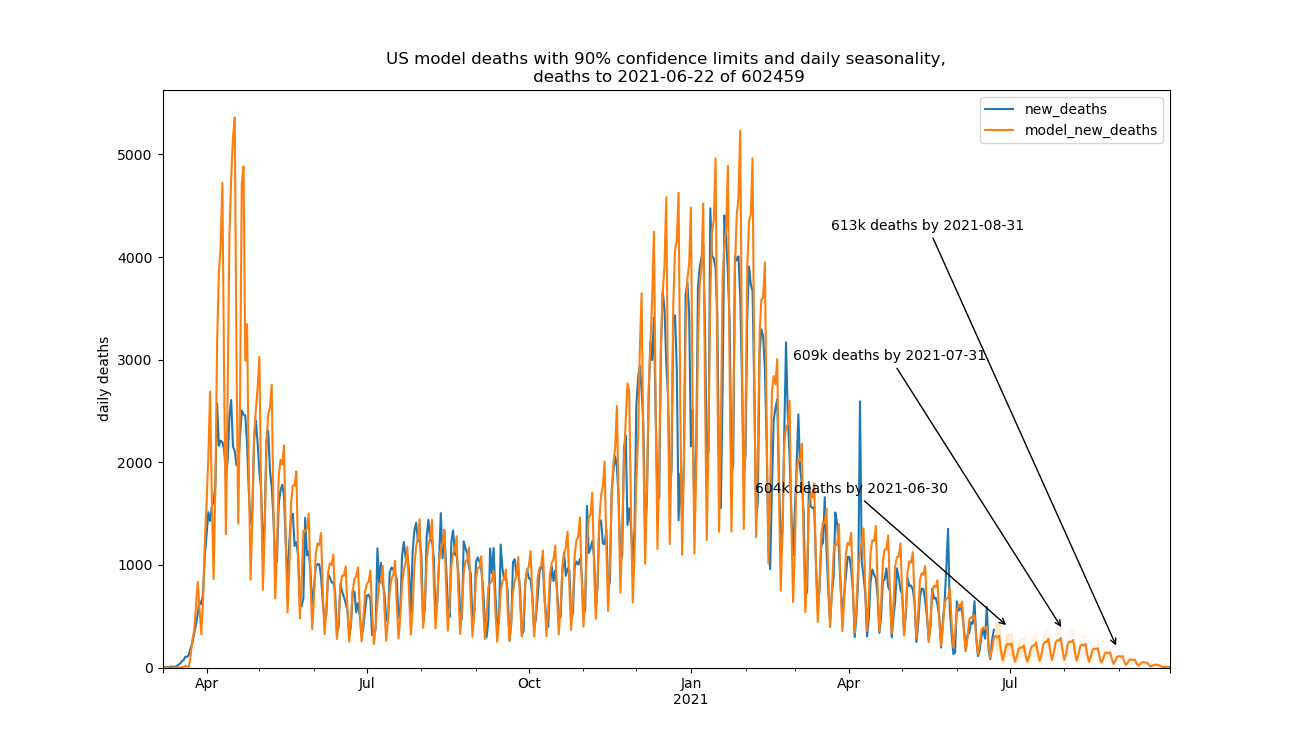 US model deaths with 90% confidence limits and daily seasonality,
deaths to 2021-06-22 of 602459
new_deaths
model_new_deaths
5000
4000
3000
2000
1000
0
daily deaths
613k deaths by 2021-08-31
609k deaths by 2021-07-31
604k deaths by 2021-06-30
Apr
Jul
Oct
Jan
2021
Apr
Jul